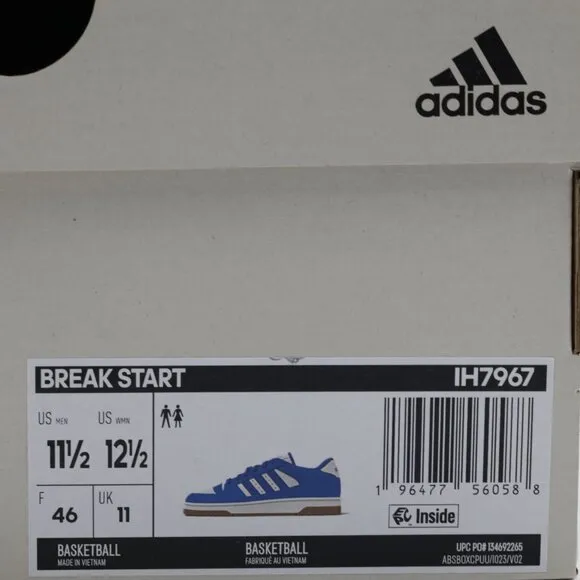 adidas
BREAK START IH7967
US MEN US WMN
11½ 12½
F UK
46 11
1 96477 56058 8
Inside
BASKETBALL BASKETBALL UPC PO# 134692265
MADE IN VIETNAM FABRIQUÉ AU VIETNAM ABSBOXCPUU/1023/V02